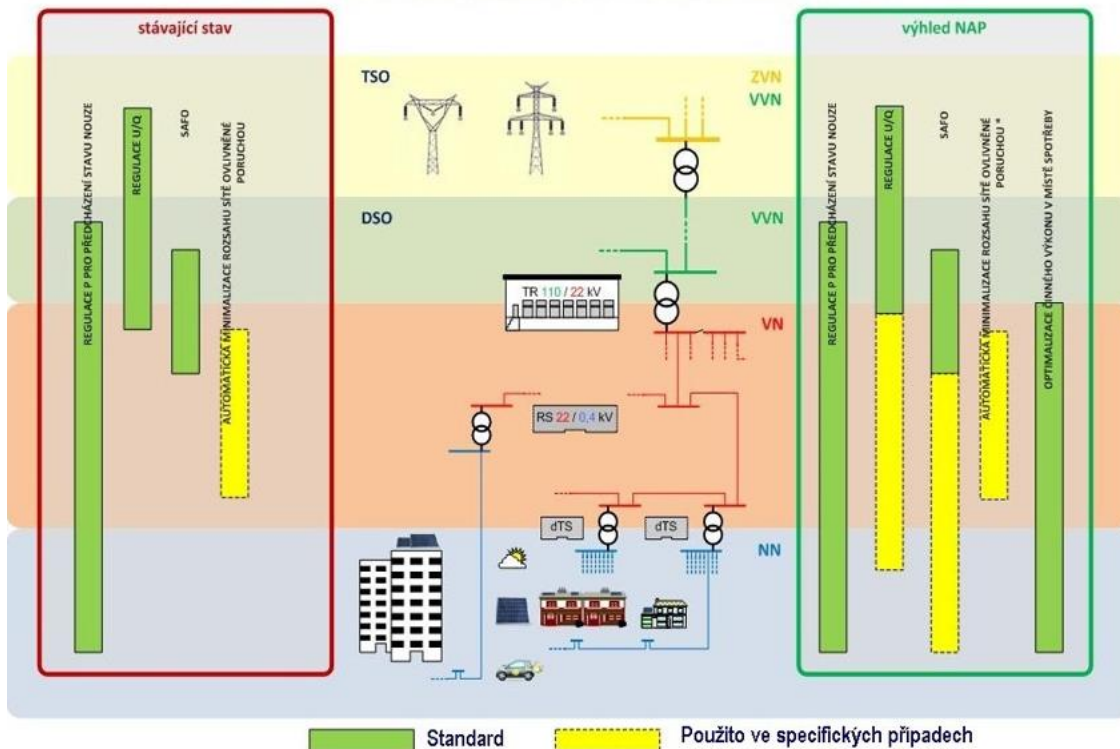 stávající stav
REGULACE P PRO PŘEDCHÁZENÍ STAVU NOUZE
REGULACE U/Q
SAFO
AUTOMATICKÁ MINIMALIZACE ROZSAHU SÍTĚ OVLIVNĚNÉ
PORUCHOU
TSO
ZVN
VVN
DSO
VVN
TR 110 / 22 kV
VN
RS 22 / 0,4 kV
dTS
dTS
NN
výhled NAP
REGULACE P PRO PŘEDCHÁZENÍ STAVU NOUZE
REGULACE U/Q
SAFO
AUTOMATICKÁ MINIMALIZACE ROZSAHU SÍTĚ OVLIVNĚNÉ
PORUCHOU *
OPTIMALIZACE ČINNÉHO VÝKONU V MÍSTĚ SPOTŘEBY
Standard
Použito ve specifických případech